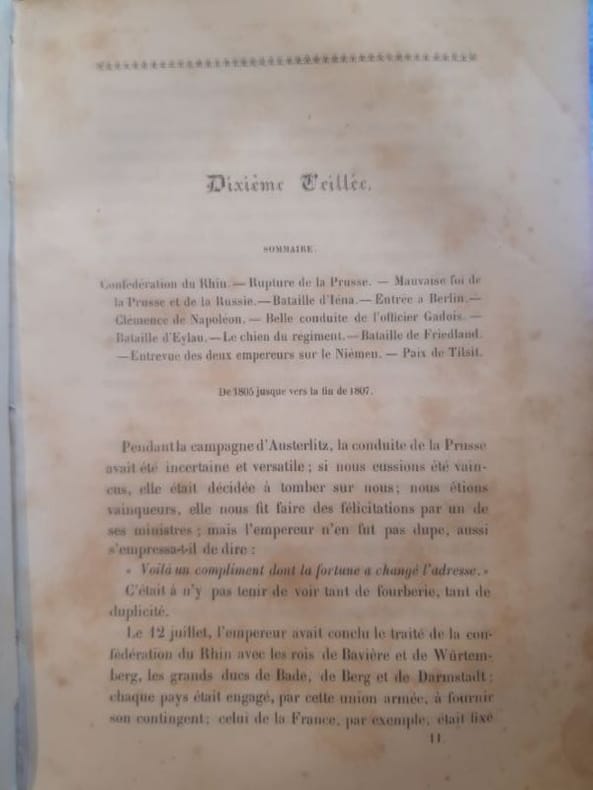 Dixième Veillée.
SOMMAIRE.
Confédération du Rhin. — Rupture de la Prusse. — Mauvaise foi de
la Prusse et de la Russie. — Bataille d'Iéna. — Entrée a Berlin. —
Clémence de Napoléon. — Belle conduite de l'officier Gadois. —
Bataille d'Eylau. — Le chien du régiment. — Bataille de Friedland.
— Entrevue des deux empereurs sur le Niémen. — Paix de Tilsit.
De 1805 jusque vers la fin de 1807.
Pendant la campagne d'Austerlitz, la conduite de la Prusse
avait été incertaine et versatile ; si nous eussions été vain-
cus, elle était décidée à tomber sur nous ; nous étions
vainqueurs, elle nous fit faire des félicitations par un de
ses ministres ; mais l'empereur n'en fut pas dupe, aussi
s'empressa-t-il de dire :
« Voilà un compliment dont la fortune a changé l'adresse. »
C'était à n'y pas tenir de voir tant de fourberie, tant de
duplicité.
Le 12 juillet, l'empereur avait conclu le traité de la con-
fédération du Rhin avec les rois de Bavière et de Würtem-
berg, les grands ducs de Bade, de Berg et de Darmstadt ;
chaque pays était engagé, par cette union armée, à fournir
son contingent ; celui de la France, par exemple, était fixé
11